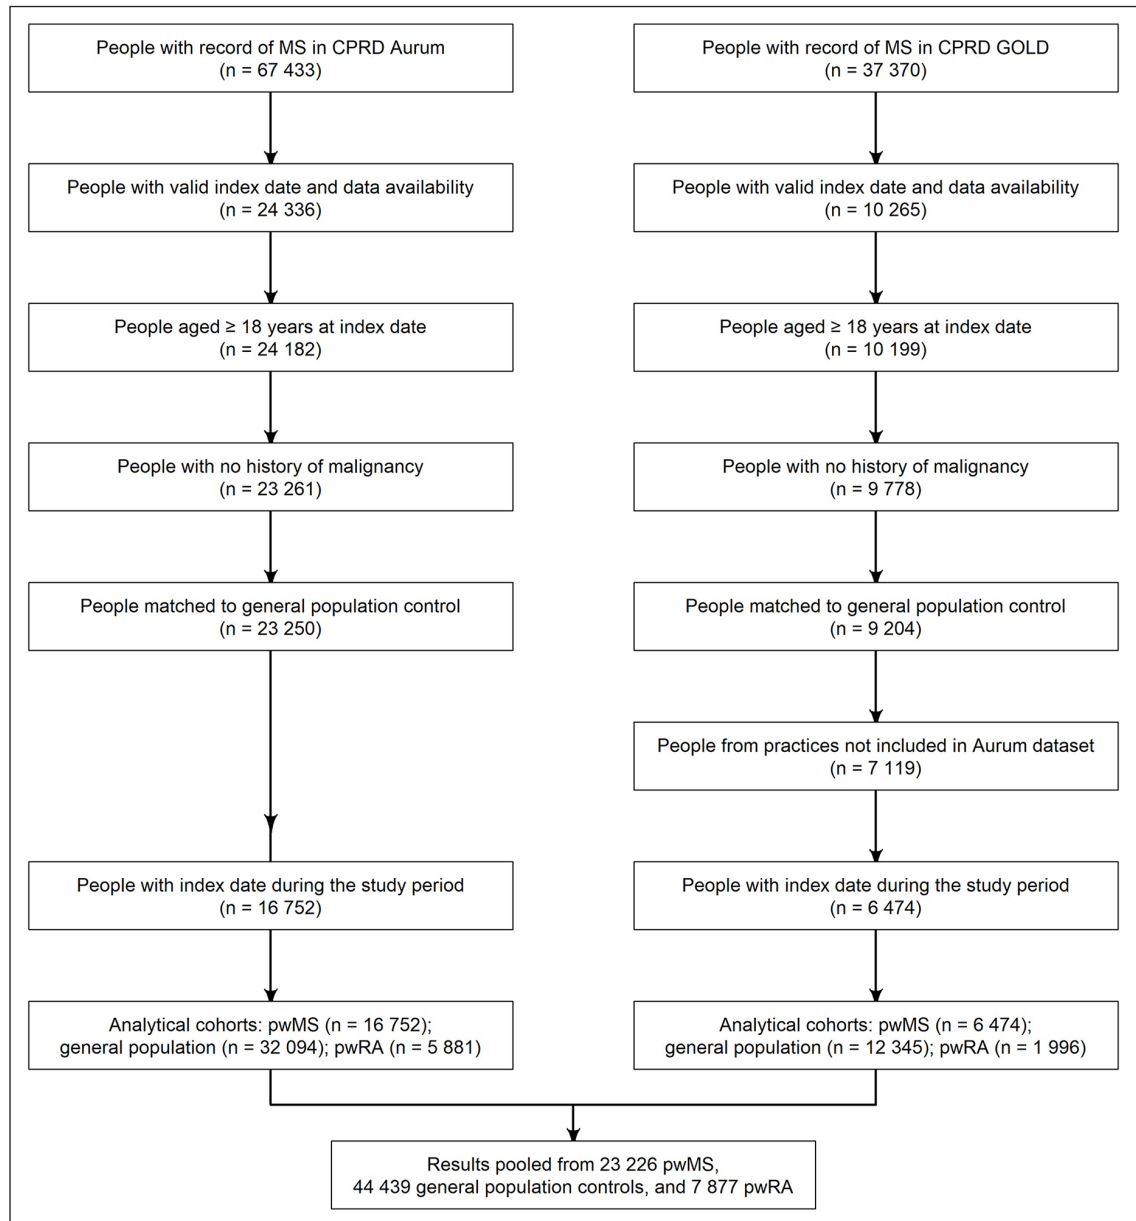 People with record of MS in CPRD Aurum
(n = 67 433)
People with valid index date and data availability
(n = 24 336)
People aged ≥ 18 years at index date
(n = 24 182)
People with no history of malignancy
(n = 23 261)
People matched to general population control
(n = 23 250)
People with index date during the study period
(n = 16 752)
Analytical cohorts: pwMS (n = 16 752);
general population (n = 32 094); pwRA (n = 5 881)
People with record of MS in CPRD GOLD
(n = 37 370)
People with valid index date and data availability
(n = 10 265)
People aged ≥ 18 years at index date
(n = 10 199)
People with no history of malignancy
(n = 9 778)
People matched to general population control
(n = 9 204)
People from practices not included in Aurum dataset
(n = 7 119)
People with index date during the study period
(n = 6 474)
Analytical cohorts: pwMS (n = 6 474);
general population (n = 12 345); pwRA (n = 1 996)
Results pooled from 23 226 pwMS,
44 439 general population controls, and 7 877 pwRA